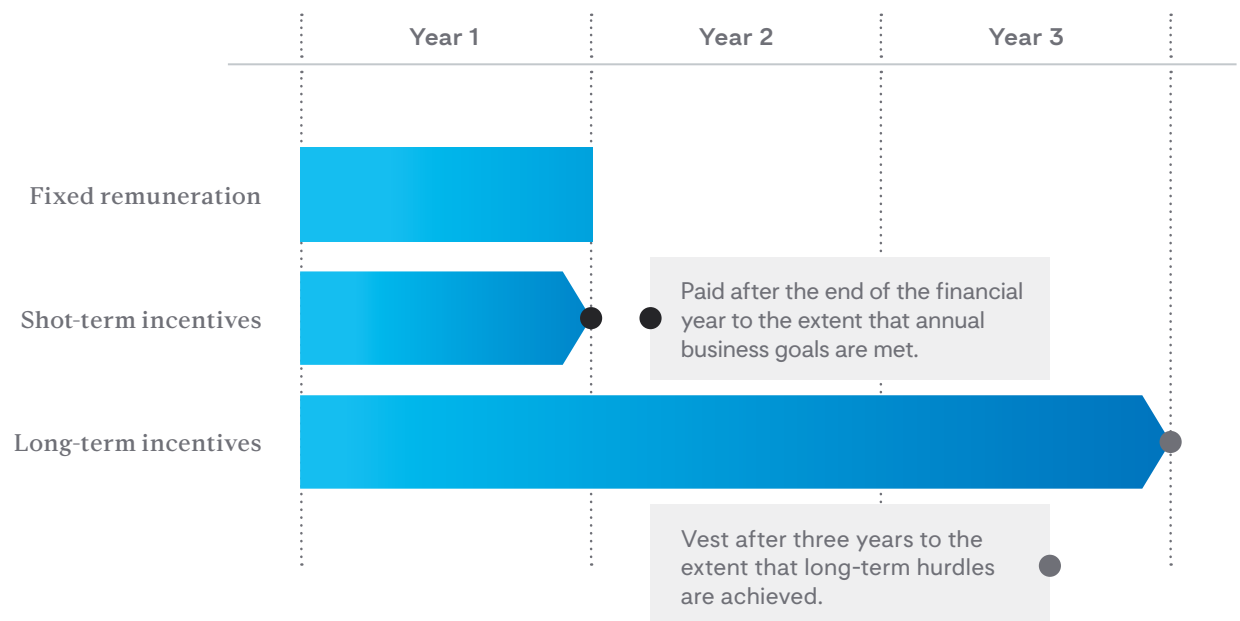 Year 1
Year 2
Year 3
Fixed remuneration
Shot-term incentives
Paid after the end of the financial
year to the extent that annual
business goals are met.
Long-term incentives
Vest after three years to the
extent that long-term hurdles
are achieved.